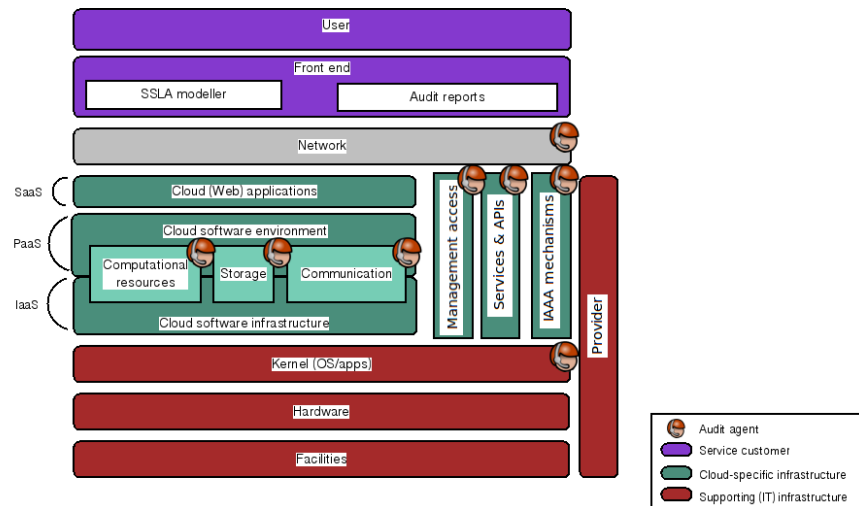 User
Front end
SSLA modeller
Audit reports
Network
SaaS
Cloud (Web) applications
PaaS
Cloud software environment
Computational
resources
Storage
Communication
IaaS
Cloud software infrastructure
Management access
Services & APIs
IAAA mechanisms
Provider
Kernel (OS/apps)
Hardware
Facilities
Audit agent
Service customer
Cloud-specific infrastructure
Supporting (IT) infrastructure